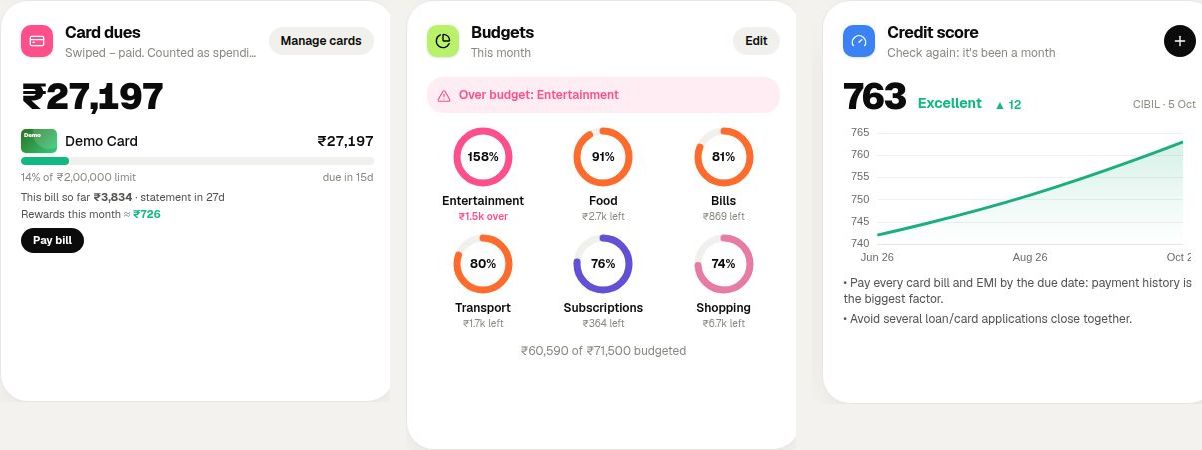 Card dues
Swiped – paid. Counted as spendi...
Manage cards
₹27,197
Demo
Demo Card
₹27,197
14% of ₹2,00,000 limit
due in 15d
This bill so far ₹3,834 · statement in 27d
Rewards this month ≈ ₹726
Pay bill
Budgets
This month
Edit
Over budget: Entertainment
158%
91%
81%
Entertainment
Food
Bills
₹1.5k over
₹2.7k left
₹869 left
80%
76%
74%
Transport
Subscriptions
Shopping
₹1.7k left
₹364 left
₹6.7k left
₹60,590 of ₹71,500 budgeted
Credit score
Check again: it's been a month
+
763 Excellent ▲ 12
CIBIL · 5 Oct
765
760
755
750
745
740
Jun 26
Aug 26
Oct 2
• Pay every card bill and EMI by the due date: payment history is
the biggest factor.
• Avoid several loan/card applications close together.